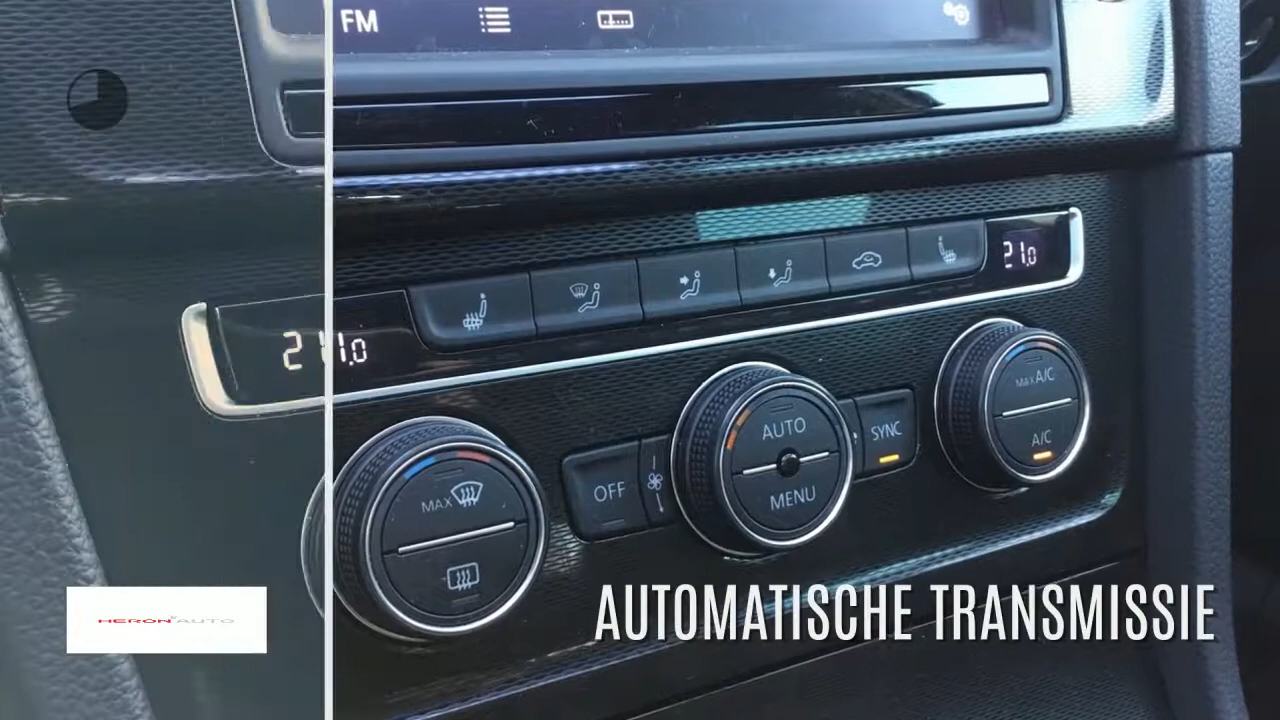 FM
21.0
21.0
MAX A/C
AUTO
SYNC
A/C
OFF
MENU
MAX
HERON AUTO
AUTOMATISCHE TRANSMISSIE